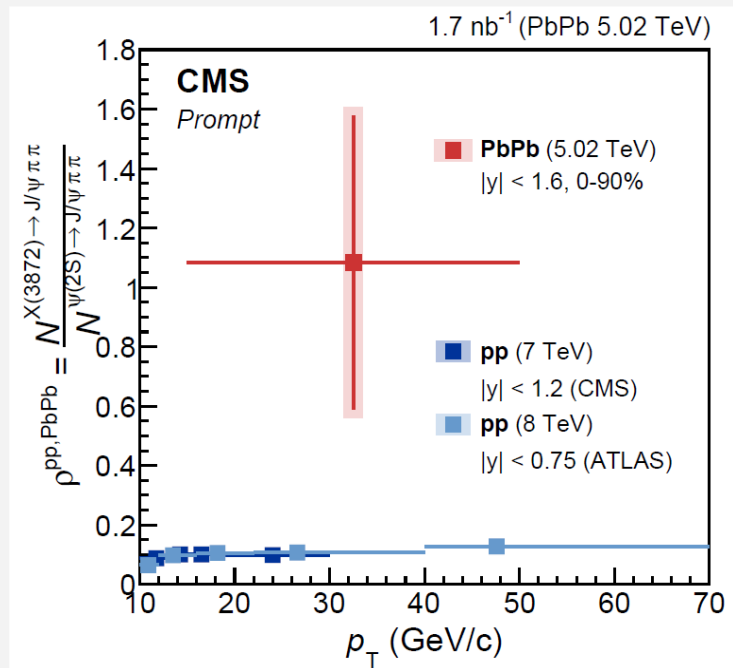 1.7 nb⁻¹ (PbPb 5.02 TeV)
CMS
Prompt
PbPb (5.02 TeV)
|y| < 1.6, 0-90%
pp (7 TeV)
|y| < 1.2 (CMS)
pp (8 TeV)
|y| < 0.75 (ATLAS)
ρ^{pp,PbPb} = N^{X(3872)→ J/ψ π π} / N^{ψ(2S)→ J/ψ π π}
1.8
1.6
1.4
1.2
1
0.8
0.6
0.4
0.2
0
10 20 30 40 50 60 70
p_T (GeV/c)